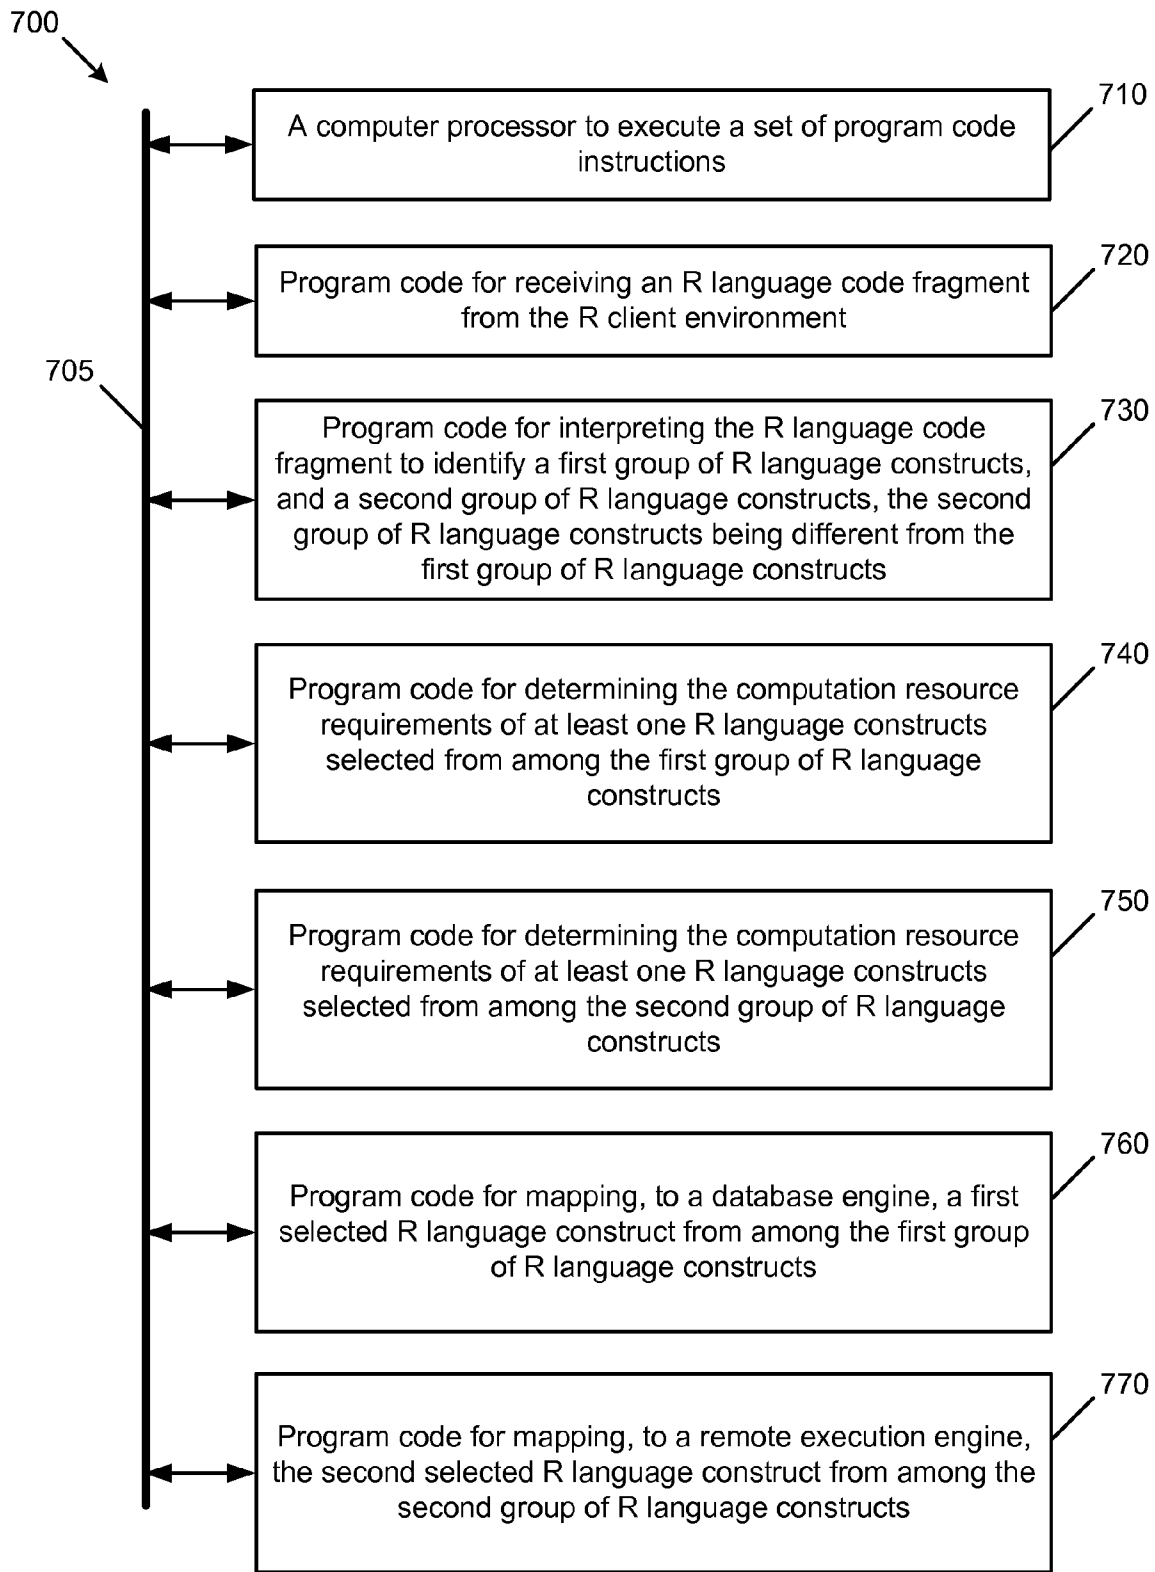 700
710
A computer processor to execute a set of program code
instructions
720
Program code for receiving an R language code fragment
from the R client environment
705
730
Program code for interpreting the R language code
fragment to identify a first group of R language constructs,
and a second group of R language constructs, the second
group of R language constructs being different from the
first group of R language constructs
740
Program code for determining the computation resource
requirements of at least one R language constructs
selected from among the first group of R language
constructs
750
Program code for determining the computation resource
requirements of at least one R language constructs
selected from among the second group of R language
constructs
760
Program code for mapping, to a database engine, a first
selected R language construct from among the first group
of R language constructs
770
Program code for mapping, to a remote execution engine,
the second selected R language construct from among the
second group of R language constructs